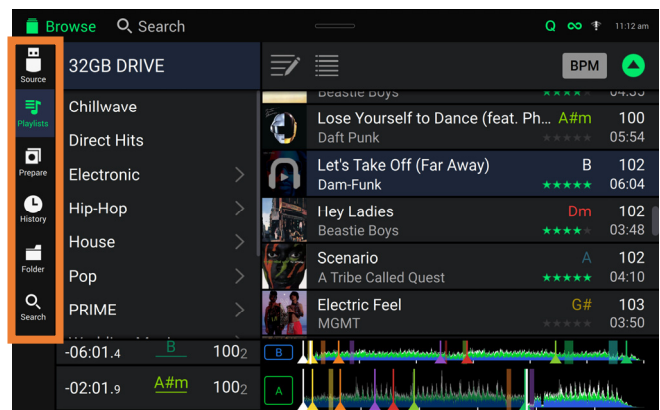 Browse Search Q 11:12 am
Source
Playlists
Prepare
History
Folder
Search
32GB DRIVE
Chillwave
Direct Hits
Electronic
Hip-Hop
House
Pop
PRIME
BPM
Beastie Boys 04:35
Lose Yourself to Dance (feat. Ph... A#m 100
Daft Punk 05:54
Let's Take Off (Far Away) B 102
Dam-Funk 06:04
Hey Ladies Dm 102
Beastie Boys 03:48
Scenario A 102
A Tribe Called Quest 04:10
Electric Feel G# 103
MGMT 03:50
-06:01.4 B 1002 B
-02:01.9 A#m 1002 A